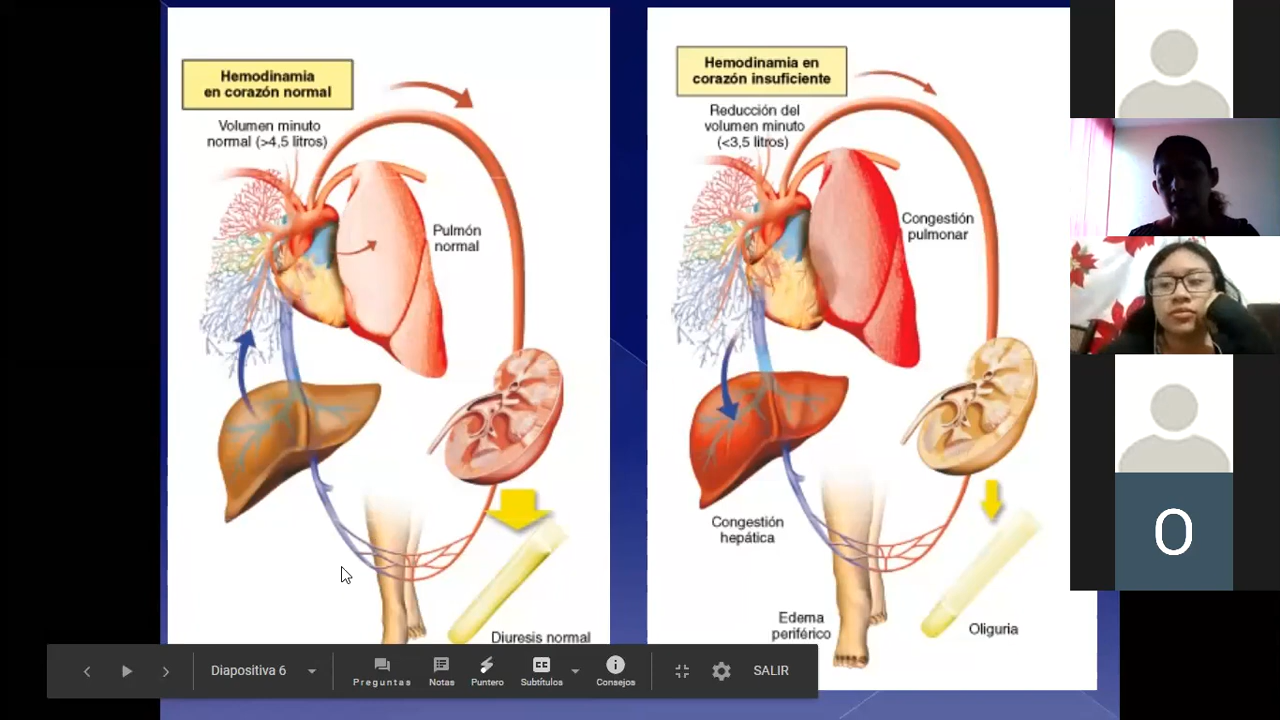 Hemodinamia
en corazón normal
Volumen minuto
normal (>4,5 litros)
Pulmón
normal
Diuresis normal
Hemodinamia en
corazón insuficiente
Reducción del
volumen minuto
(<3,5 litros)
Congestión
pulmonar
Congestión
hepática
Edema
periférico
Oliguria
O
Diapositiva 6
Preguntas
Notas
Puntero
Subtítulos
Consejos
SALIR